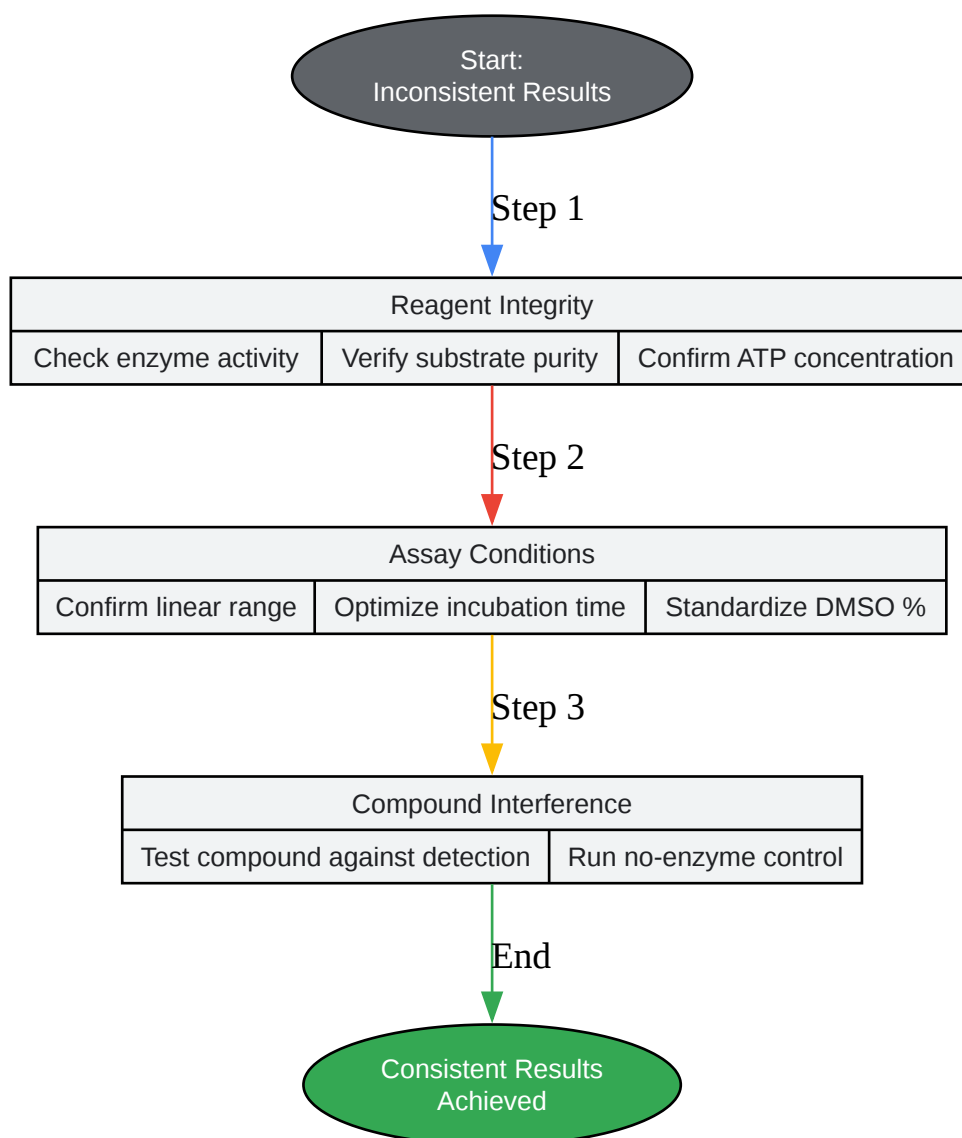 Start:
Inconsistent Results
Step 1
Reagent Integrity
Check enzyme activity
Verify substrate purity
Confirm ATP concentration
Step 2
Assay Conditions
Confirm linear range
Optimize incubation time
Standardize DMSO %
Step 3
Compound Interference
Test compound against detection
Run no-enzyme control
End
Consistent Results
Achieved